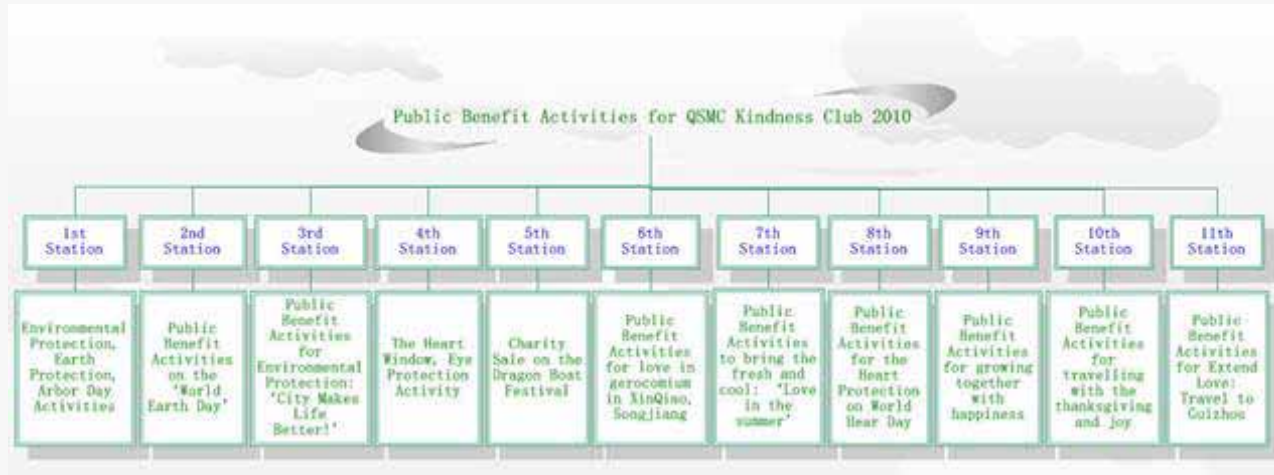 Public Benefit Activities for QSMC Kindness Club 2010
1st
Station
2nd
Station
3rd
Station
4th
Station
5th
Station
6th
Station
7th
Station
8th
Station
9th
Station
10th
Station
11th
Station
Environmental
Protection,
Earth
Protection,
Arbor Day
Activities
Public
Benefit
Activities
on the
'World
Earth Day'
Public
Benefit
Activities
for
Environmental
Protection:
'City Makes
Life
Better!'
The Heart
Window, Eye
Protection
Activity
Charity
Sale on the
Dragon Boat
Festival
Public
Benefit
Activities
for love in
gerocomium
in XinQiao,
Songjiang
Public
Benefit
Activities
to bring the
fresh and
cool: 'Love
in the
summer'
Public
Benefit
Activities
for the
Heart
Protection
on World
Hear Day
Public
Benefit
Activities
for growing
together
with
happiness
Public
Benefit
Activities
for
travelling
with the
thanksgiving
and joy
Public
Benefit
Activities
for Extend
Love:
Travel to
Guizhou